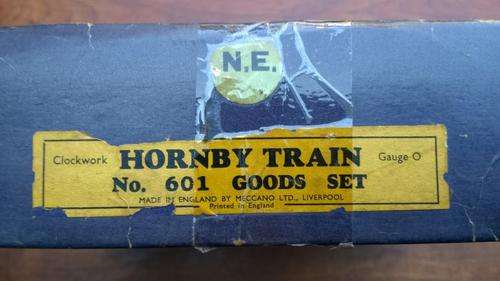 N.E.
Clockwork HORNBY TRAIN Gauge O
No. 601 GOODS SET
MADE IN ENGLAND BY MECCANO LTD., LIVERPOOL
Printed in England